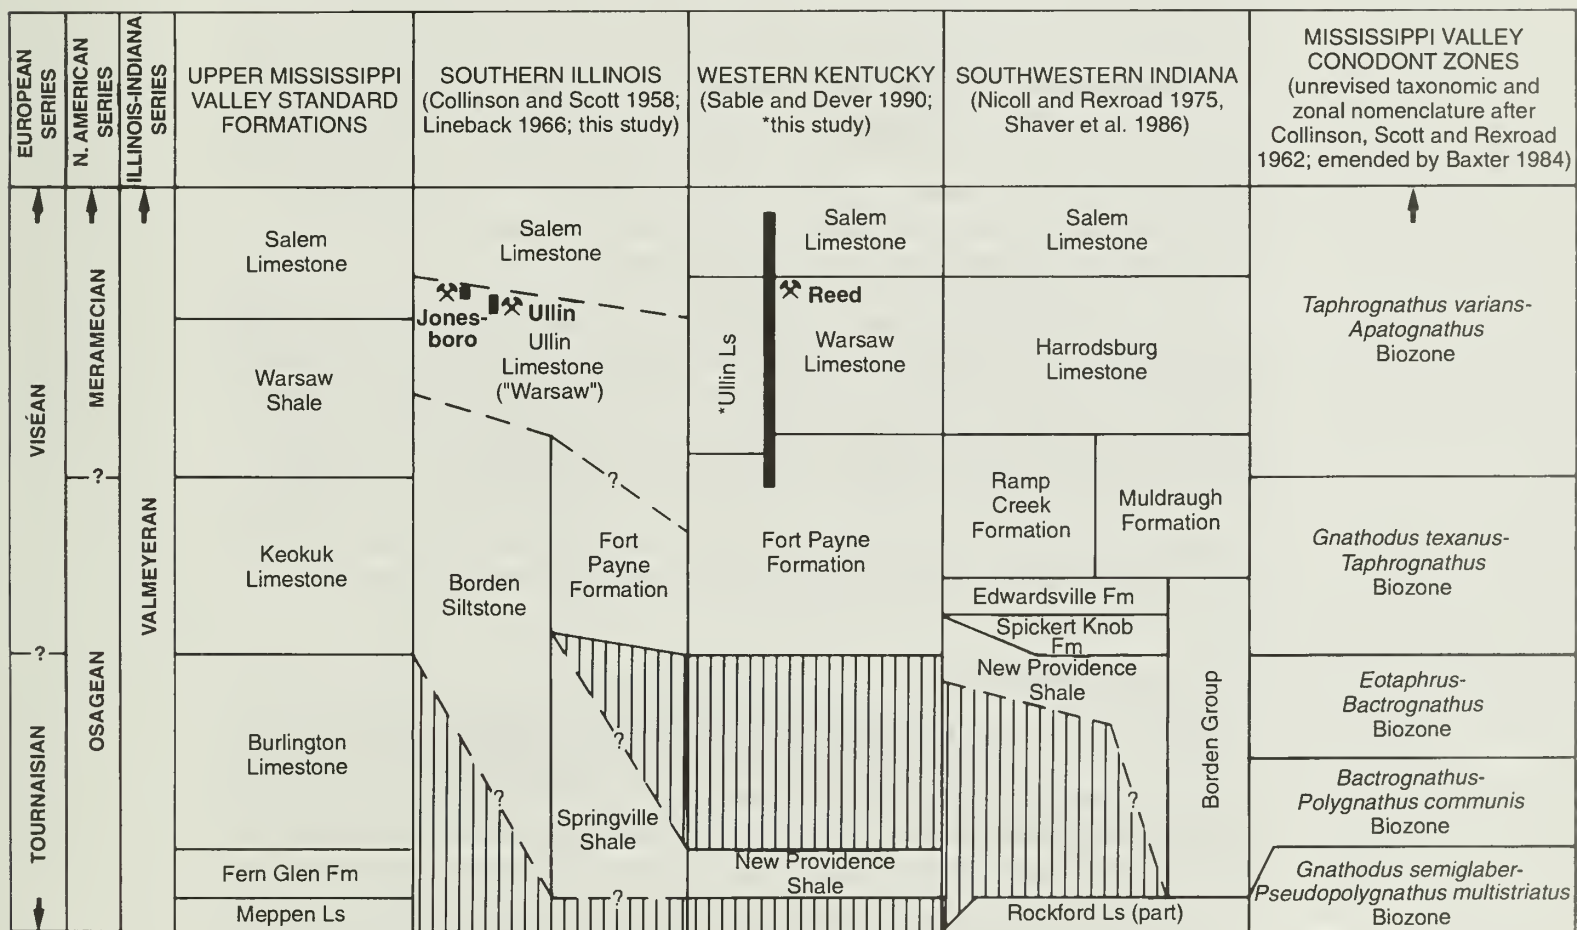 EUROPEAN
SERIES
N. AMERICAN
SERIES
ILLINOIS-INDIANA
SERIES
UPPER MISSISSIPPI
VALLEY STANDARD
FORMATIONS
SOUTHERN ILLINOIS
(Collinson and Scott 1958;
Lineback 1966; this study)
WESTERN KENTUCKY
(Sable and Dever 1990;
*this study)
SOUTHWESTERN INDIANA
(Nicoll and Rexroad 1975,
Shaver et al. 1986)
MISSISSIPPI VALLEY
CONODONT ZONES
(unrevised taxonomic and
zonal nomenclature after
Collinson, Scott and Rexroad
1962; emended by Baxter 1984)
VISÉAN
?
TOURNAISIAN
MERAMECIAN
?
OSAGEAN
VALMEYERAN
Salem
Limestone
Warsaw
Shale
Keokuk
Limestone
Burlington
Limestone
Fern Glen Fm
Meppen Ls
Salem
Limestone
Jones-
boro
Ullin
Ullin
Limestone
("Warsaw")
?
Borden
Siltstone
Fort
Payne
Formation
?
?
Springville
Shale
?
Salem
Limestone
Reed
*Ullin Ls
Warsaw
Limestone
Fort Payne
Formation
New Providence
Shale
Salem
Limestone
Harrodsburg
Limestone
Ramp
Creek
Formation
Muldraugh
Formation
Edwardsville Fm
Spickert Knob
Fm
New Providence
Shale
Borden Group
?
Rockford Ls (part)
Taphrognathus varians-
Apatognathus
Biozone
Gnathodus texanus-
Taphrognathus
Biozone
Eotaphrus-
Bactrognathus
Biozone
Bactrognathus-
Polygnathus communis
Biozone
Gnathodus semiglaber-
Pseudopolygnathus multistriatus
Biozone